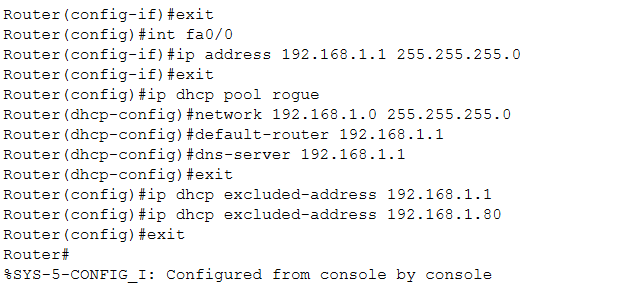 Router(config-if)#exit
Router(config)#int fa0/0
Router(config-if)#ip address 192.168.1.1 255.255.255.0
Router(config-if)#exit
Router(config)#ip dhcp pool rogue
Router(dhcp-config)#network 192.168.1.0 255.255.255.0
Router(dhcp-config)#default-router 192.168.1.1
Router(dhcp-config)#dns-server 192.168.1.1
Router(dhcp-config)#exit
Router(config)#ip dhcp excluded-address 192.168.1.1
Router(config)#ip dhcp excluded-address 192.168.1.80
Router(config)#exit
Router#
%SYS-5-CONFIG_I: Configured from console by console